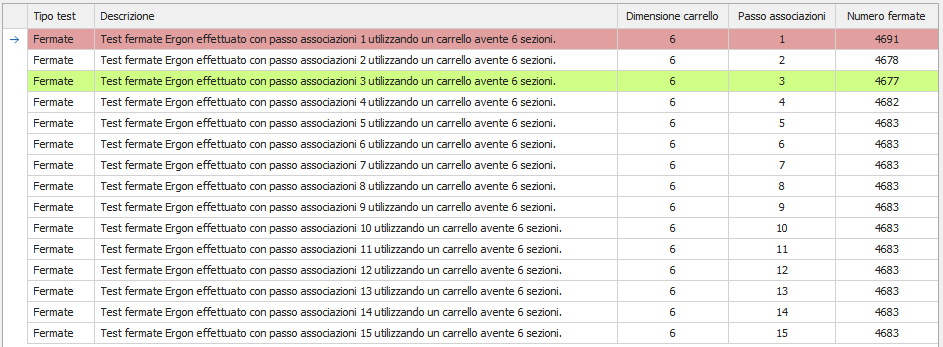 Tipo test Descrizione Dimensione carrello Passo associazioni Numero fermate
Fermate Test fermate Ergon effettuato con passo associazioni 1 utilizzando un carrello avente 6 sezioni. 6 1 4691
Fermate Test fermate Ergon effettuato con passo associazioni 2 utilizzando un carrello avente 6 sezioni. 6 2 4678
Fermate Test fermate Ergon effettuato con passo associazioni 3 utilizzando un carrello avente 6 sezioni. 6 3 4677
Fermate Test fermate Ergon effettuato con passo associazioni 4 utilizzando un carrello avente 6 sezioni. 6 4 4682
Fermate Test fermate Ergon effettuato con passo associazioni 5 utilizzando un carrello avente 6 sezioni. 6 5 4683
Fermate Test fermate Ergon effettuato con passo associazioni 6 utilizzando un carrello avente 6 sezioni. 6 6 4683
Fermate Test fermate Ergon effettuato con passo associazioni 7 utilizzando un carrello avente 6 sezioni. 6 7 4683
Fermate Test fermate Ergon effettuato con passo associazioni 8 utilizzando un carrello avente 6 sezioni. 6 8 4683
Fermate Test fermate Ergon effettuato con passo associazioni 9 utilizzando un carrello avente 6 sezioni. 6 9 4683
Fermate Test fermate Ergon effettuato con passo associazioni 10 utilizzando un carrello avente 6 sezioni. 6 10 4683
Fermate Test fermate Ergon effettuato con passo associazioni 11 utilizzando un carrello avente 6 sezioni. 6 11 4683
Fermate Test fermate Ergon effettuato con passo associazioni 12 utilizzando un carrello avente 6 sezioni. 6 12 4683
Fermate Test fermate Ergon effettuato con passo associazioni 13 utilizzando un carrello avente 6 sezioni. 6 13 4683
Fermate Test fermate Ergon effettuato con passo associazioni 14 utilizzando un carrello avente 6 sezioni. 6 14 4683
Fermate Test fermate Ergon effettuato con passo associazioni 15 utilizzando un carrello avente 6 sezioni. 6 15 4683